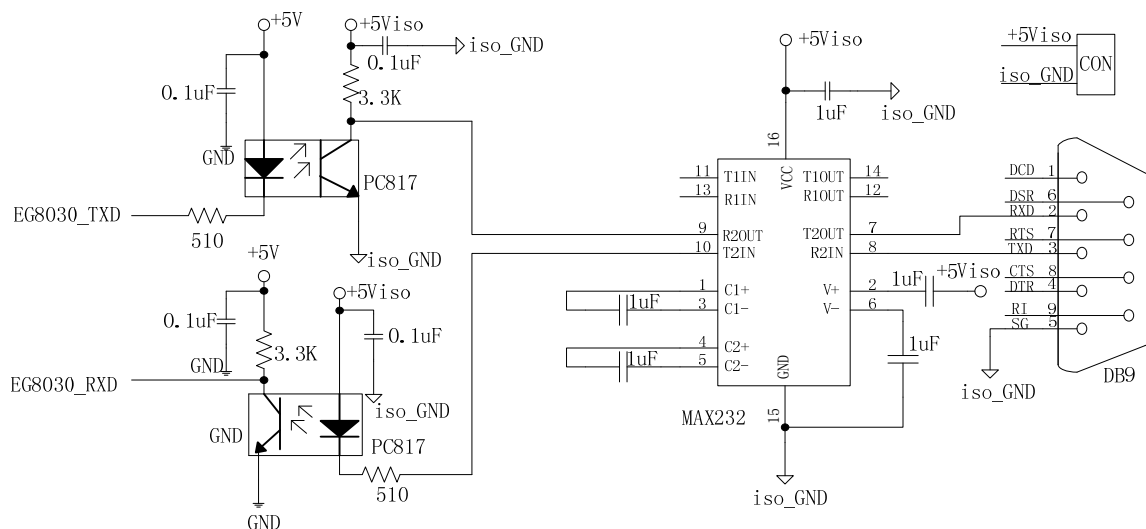 +5V
+5Viso
0.1uF
iso_GND
0.1uF
3.3K
GND
PC817
EG8030_TXD
510
iso_GND
+5V
+5Viso
0.1uF
0.1uF
3.3K
GND
EG8030_RXD
iso_GND
GND
PC817
510
GND
+5Viso
1uF
iso_GND
16
VCC
11 T1IN T1OUT 14
13 R1IN R1OUT 12
9 R2OUT T2OUT 7
10 T2IN R2IN 8
1 C1+ V+ 2
3 C1- V- 6
4 C2+
5 C2-
GND
15
1uF
1uF
1uF
+5Viso
1uF
MAX232
iso_GND
+5Viso
iso_GND
CON
DCD 1
DSR 6
RXD 2
RTS 7
TXD 3
CTS 8
DTR 4
RI 9
SG 5
iso_GND
DB9